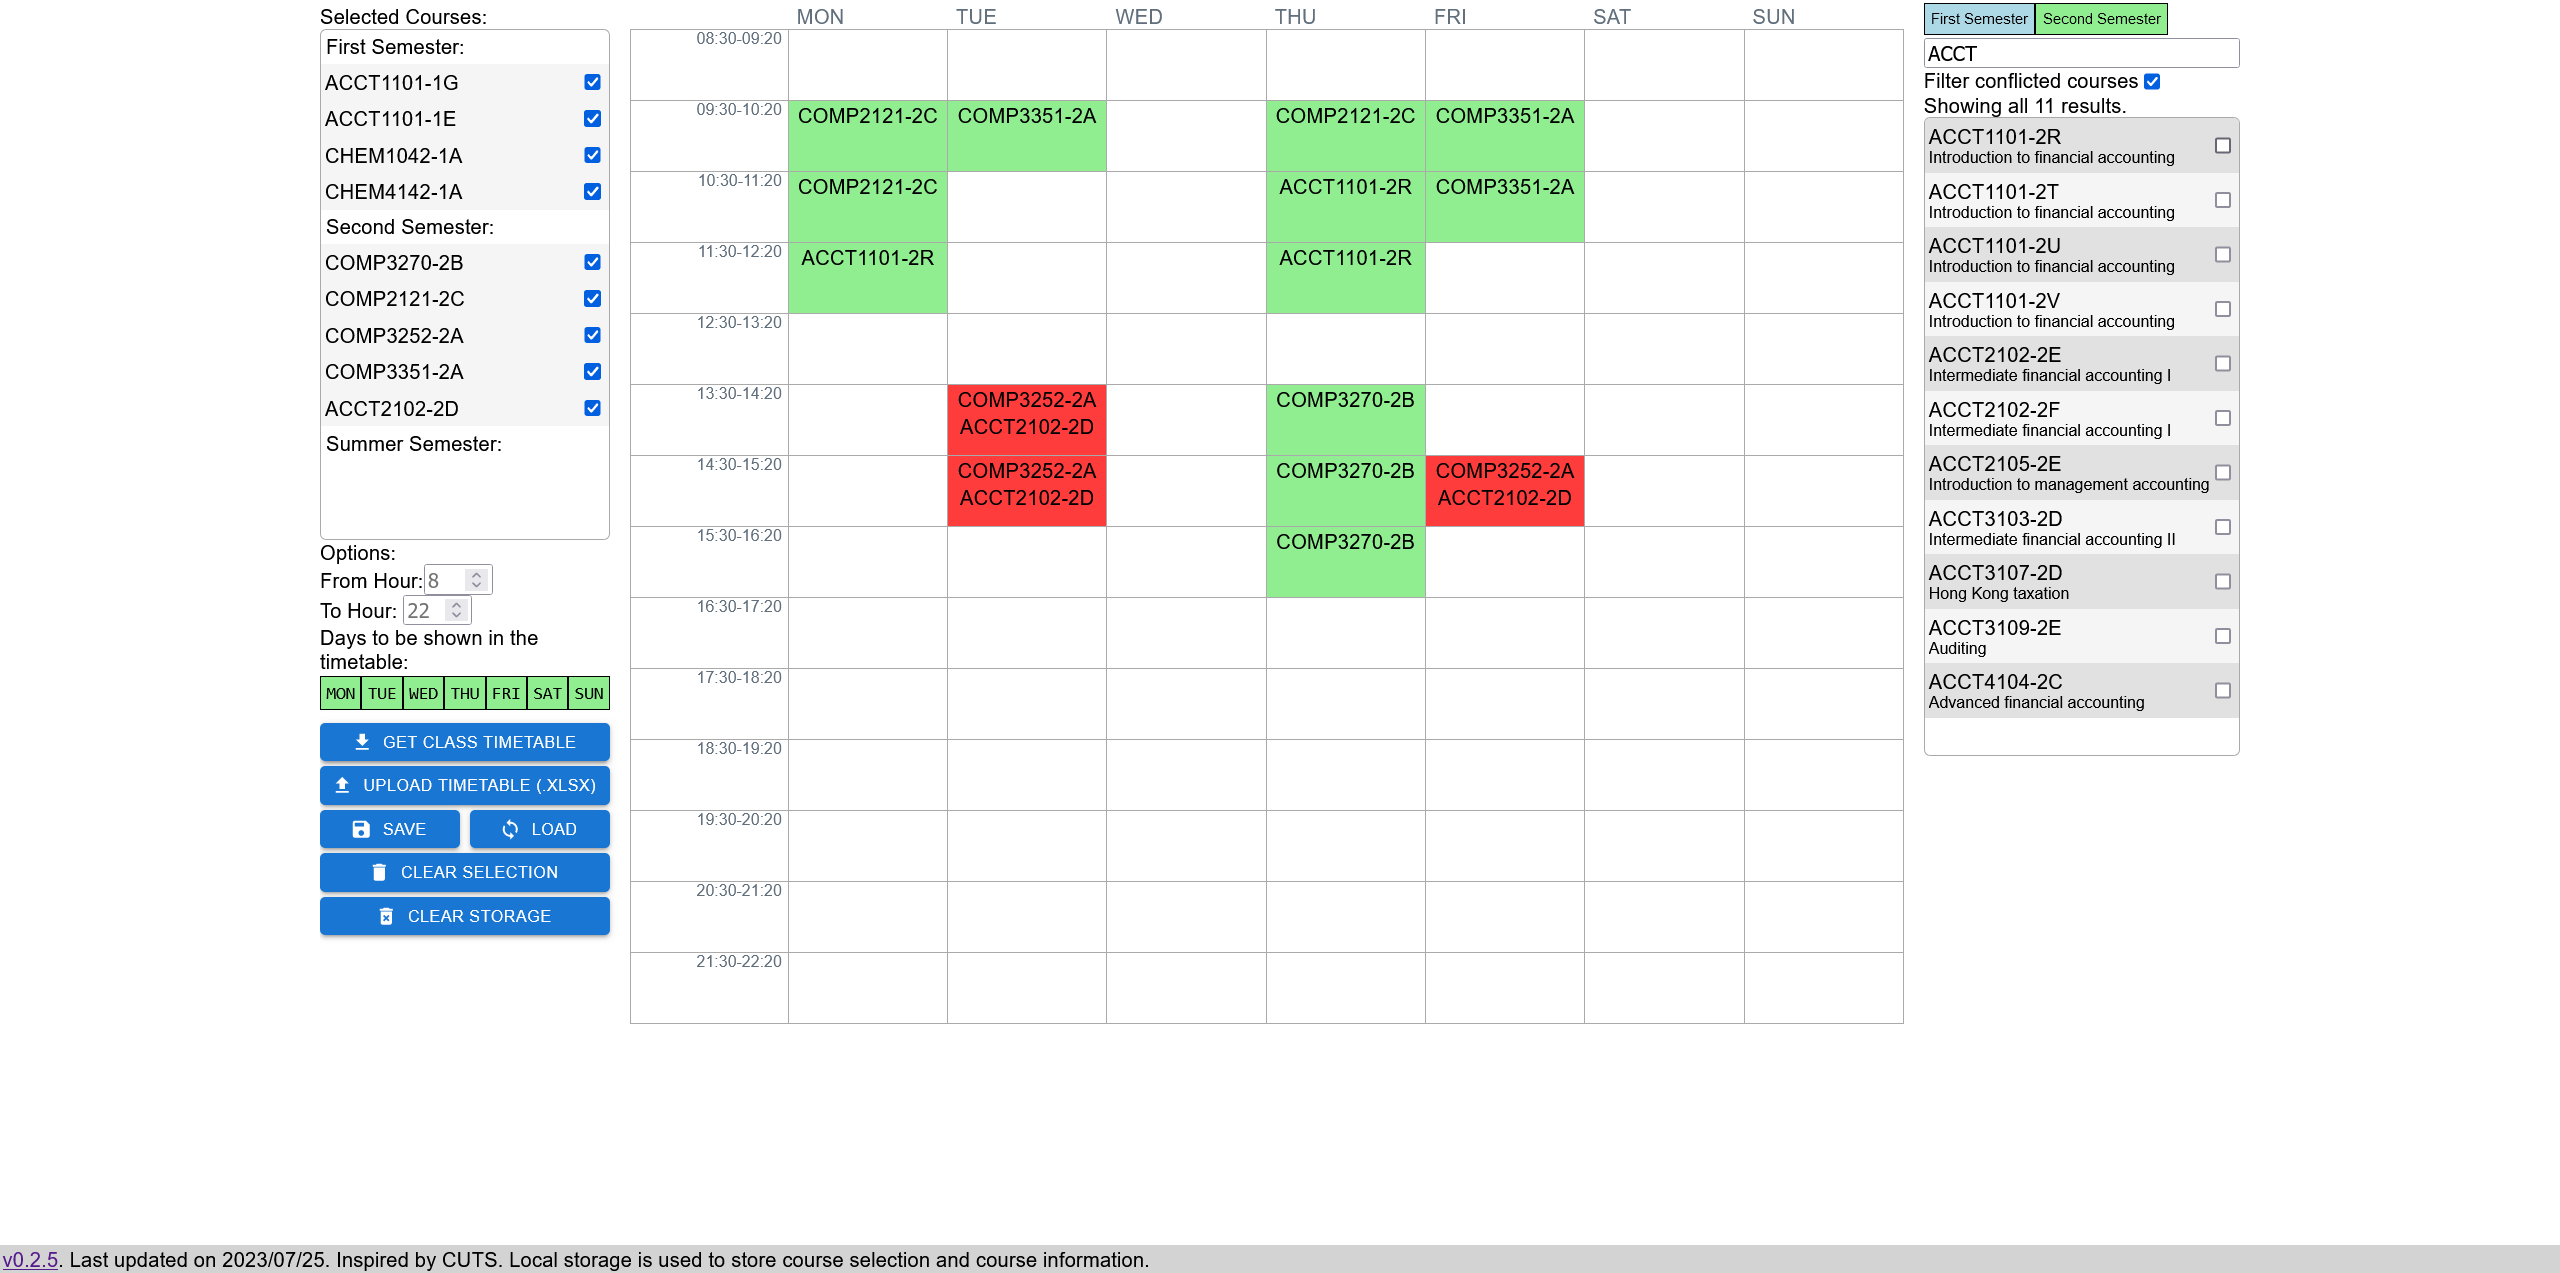 Selected Courses:
First Semester:
ACCT1101-1G
ACCT1101-1E
CHEM1042-1A
CHEM4142-1A
Second Semester:
COMP3270-2B
COMP2121-2C
COMP3252-2A
COMP3351-2A
ACCT2102-2D
Summer Semester:
Options:
From Hour: 8
To Hour: 22
Days to be shown in the
timetable:
MON TUE WED THU FRI SAT SUN
GET CLASS TIMETABLE
UPLOAD TIMETABLE (.XLSX)
SAVE LOAD
CLEAR SELECTION
CLEAR STORAGE
MON TUE WED THU FRI SAT SUN
08:30-09:20
09:30-10:20 COMP2121-2C COMP3351-2A COMP2121-2C COMP3351-2A
10:30-11:20 COMP2121-2C ACCT1101-2R COMP3351-2A
11:30-12:20 ACCT1101-2R ACCT1101-2R
12:30-13:20
13:30-14:20 COMP3252-2A COMP3270-2B
ACCT2102-2D
14:30-15:20 COMP3252-2A COMP3270-2B COMP3252-2A
ACCT2102-2D ACCT2102-2D
15:30-16:20 COMP3270-2B
16:30-17:20
17:30-18:20
18:30-19:20
19:30-20:20
20:30-21:20
21:30-22:20
First Semester Second Semester
ACCT
Filter conflicted courses
Showing all 11 results.
ACCT1101-2R
Introduction to financial accounting
ACCT1101-2T
Introduction to financial accounting
ACCT1101-2U
Introduction to financial accounting
ACCT1101-2V
Introduction to financial accounting
ACCT2102-2E
Intermediate financial accounting I
ACCT2102-2F
Intermediate financial accounting I
ACCT2105-2E
Introduction to management accounting
ACCT3103-2D
Intermediate financial accounting II
ACCT3107-2D
Hong Kong taxation
ACCT3109-2E
Auditing
ACCT4104-2C
Advanced financial accounting
v0.2.5. Last updated on 2023/07/25. Inspired by CUTS. Local storage is used to store course selection and course information.